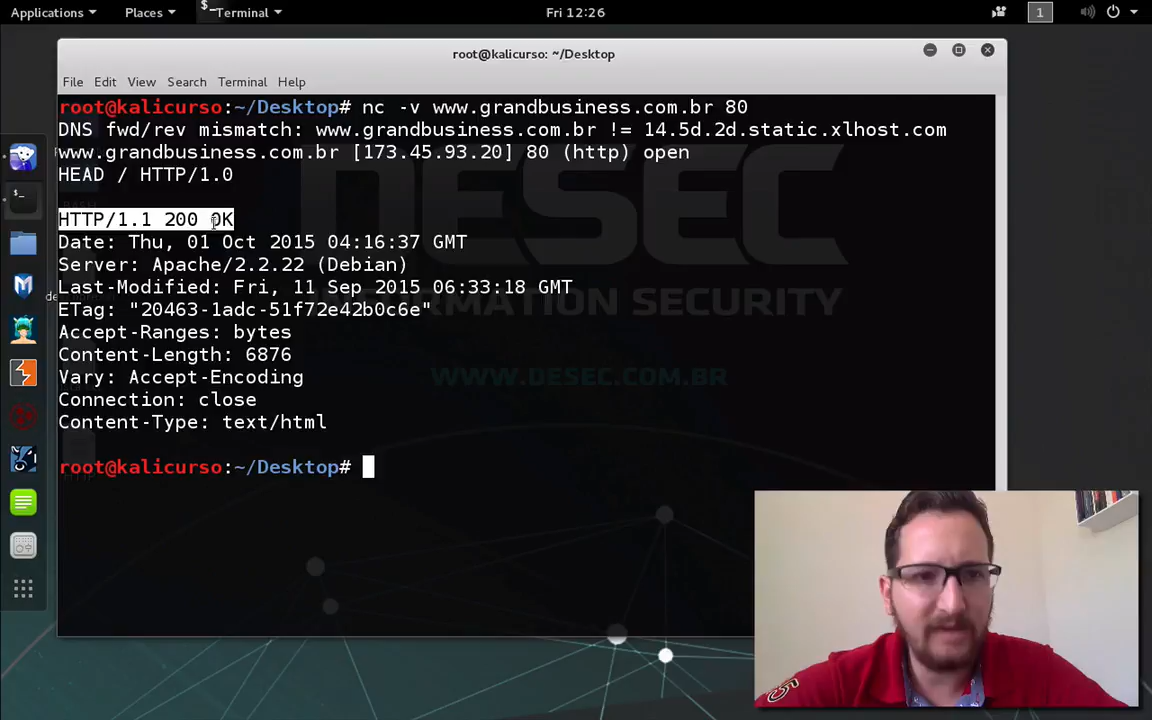 Applications Places Terminal Fri 12:26 1
root@kalicurso: ~/Desktop
File Edit View Search Terminal Help
root@kalicurso:~/Desktop# nc -v www.grandbusiness.com.br 80
DNS fwd/rev mismatch: www.grandbusiness.com.br != 14.5d.2d.static.xlhost.com
www.grandbusiness.com.br [173.45.93.20] 80 (http) open
HEAD / HTTP/1.0
HTTP/1.1 200 OK
Date: Thu, 01 Oct 2015 04:16:37 GMT
Server: Apache/2.2.22 (Debian)
Last-Modified: Fri, 11 Sep 2015 06:33:18 GMT
ETag: "20463-1adc-51f72e42b0c6e"
Accept-Ranges: bytes
Content-Length: 6876
Vary: Accept-Encoding
Connection: close
Content-Type: text/html
root@kalicurso:~/Desktop#
DESEC
INFORMATION SECURITY
WWW.DESEC.COM.BR